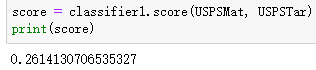 score = classifier1.score(USPSMat, USPSTar)
print(score)
0.2614130706535327